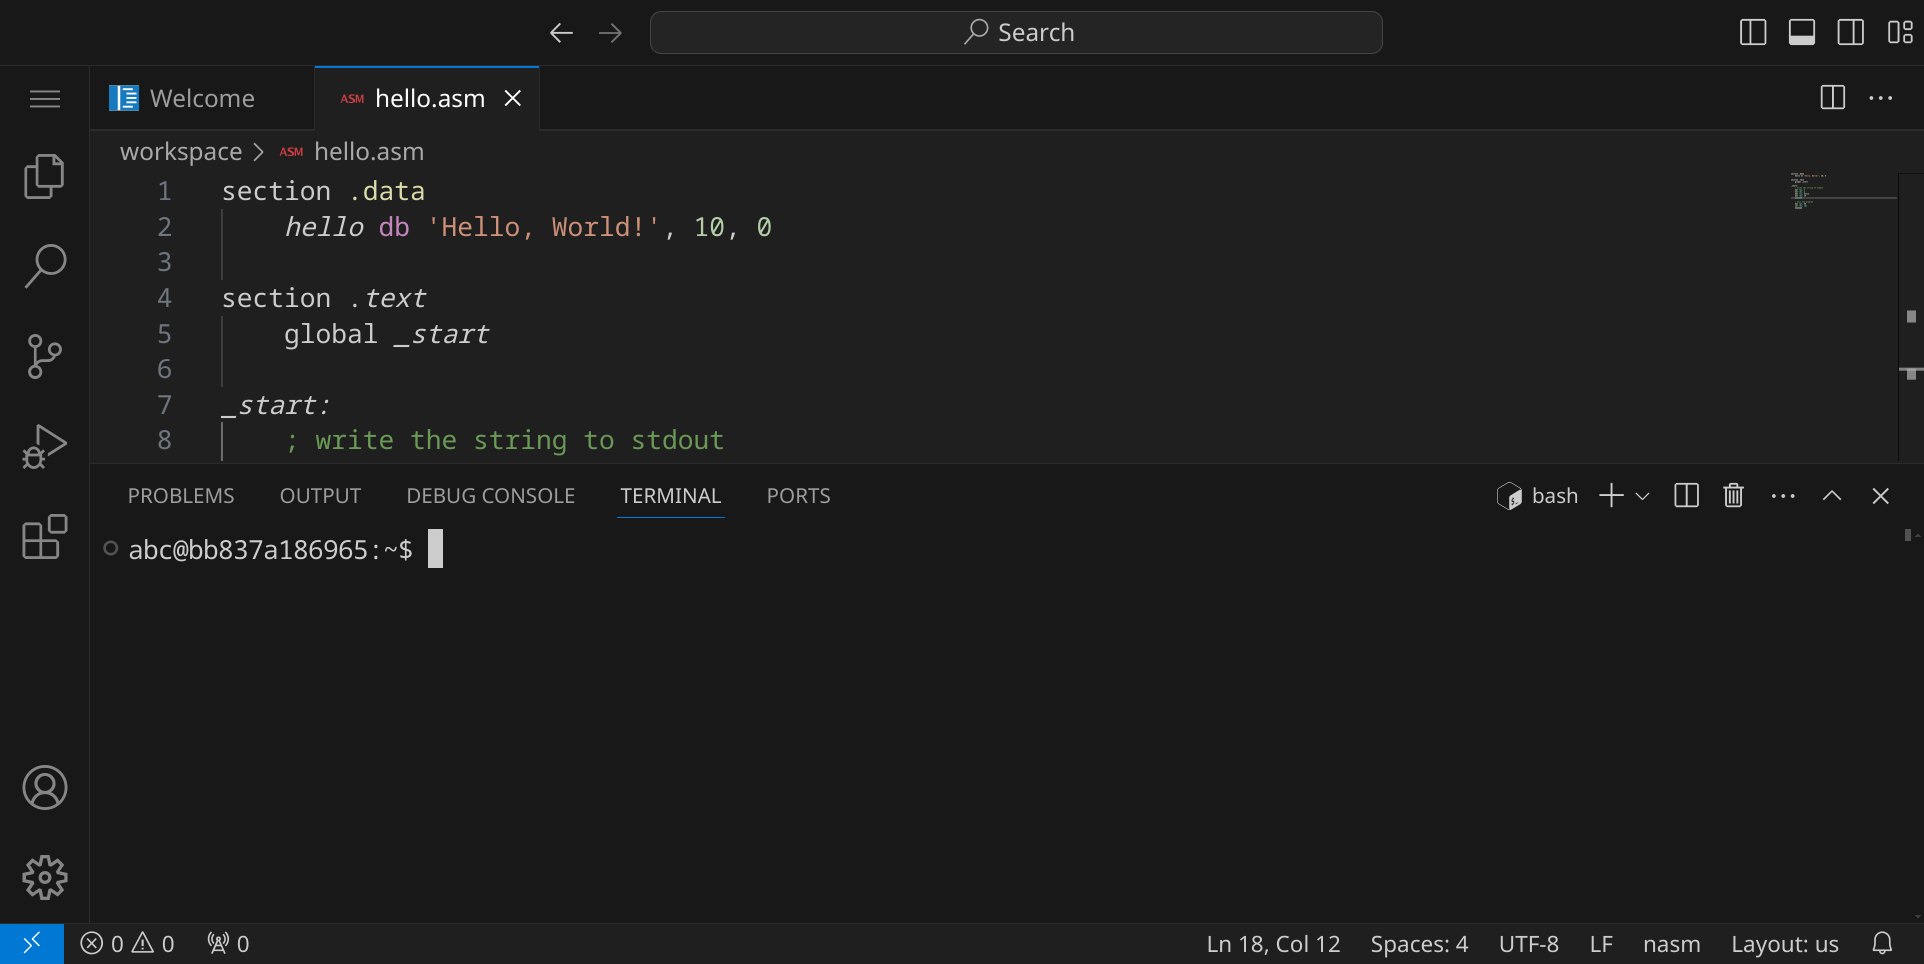 Search
Welcome
ASM hello.asm
workspace > ASM hello.asm
1 section .data
2 hello db 'Hello, World!', 10, 0
3
4 section .text
5 global _start
6
7 _start:
8 ; write the string to stdout
PROBLEMS OUTPUT DEBUG CONSOLE TERMINAL PORTS
bash
abc@bb837a186965:~$
0 0 0
Ln 18, Col 12 Spaces: 4 UTF-8 LF nasm Layout: us